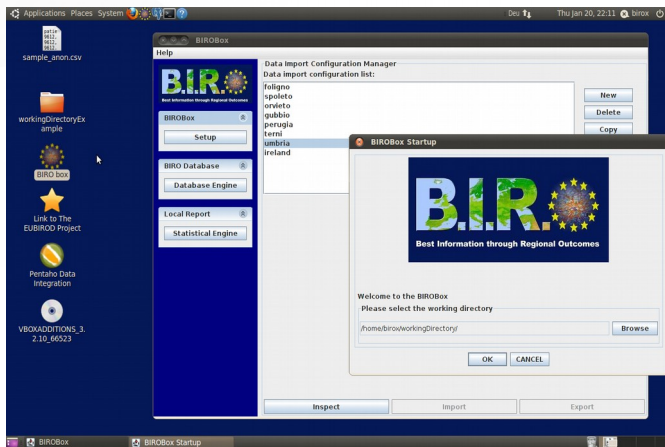 Applications Places System
Deu
Thu Jan 20, 22:11
birox
sample_anon.csv
workingDirectoryEx
ample
BIRO box
Link to The
EUBIROD Project
Pentaho Data
Integration
VBOXADDITIONS_3.
2.10_66523
BIROBox
Help
B.I.R.
Best Information through Regional Outcomes
BIROBox
Setup
BIRO Database
Database Engine
Local Report
Statistical Engine
Data Import Configuration Manager
Data import configuration list:
foligno
spoleto
orvieto
gubbio
perugia
terni
umbria
ireland
New
Delete
Copy
BIROBox Startup
B.I.R.
Best Information through Regional Outcomes
Welcome to the BIROBox
Please select the working directory
/home/birox/workingDirectory/
Browse
OK
CANCEL
Inspect
Import
Export
BIROBox
BIROBox Startup